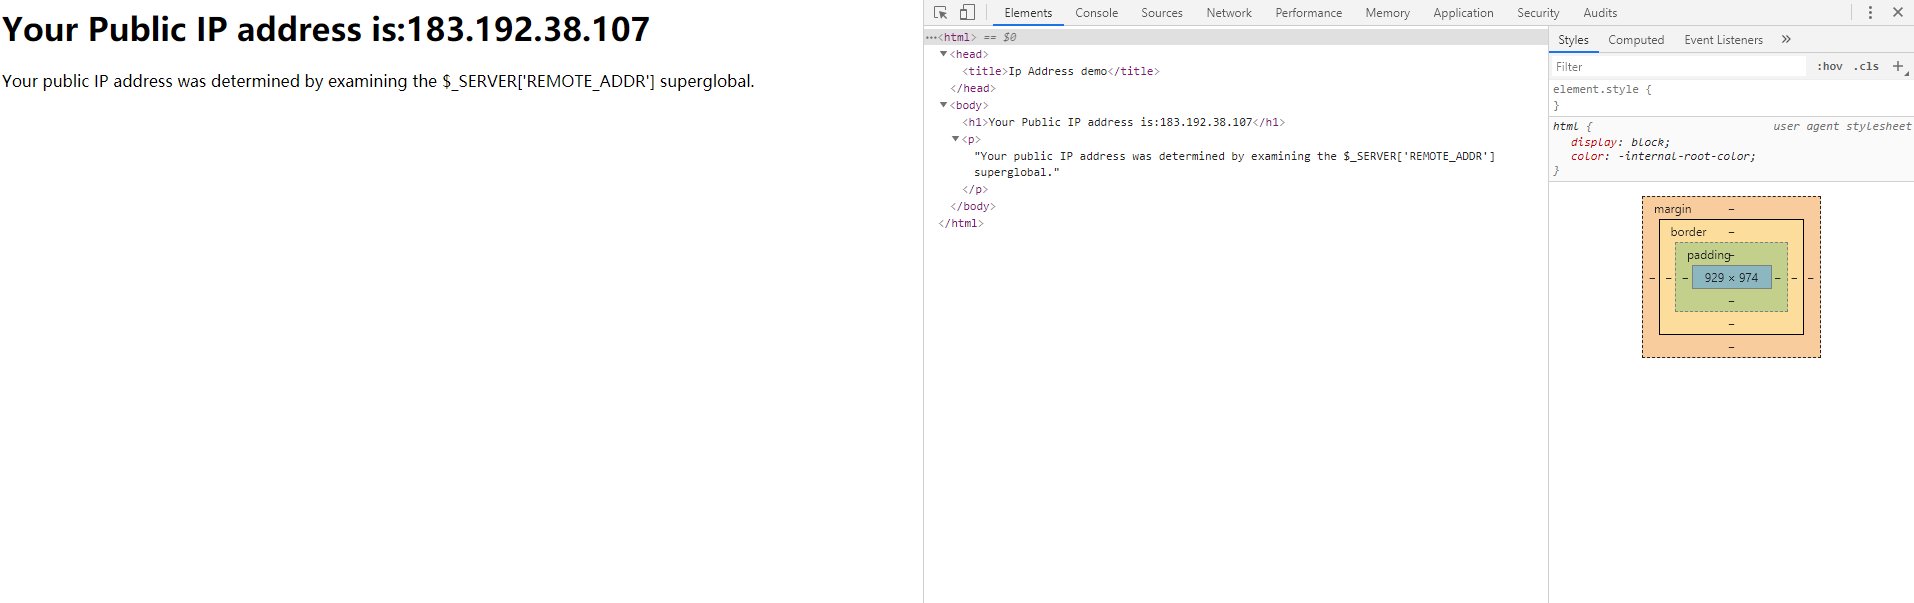 Your Public IP address is:183.192.38.107
Your public IP address was determined by examining the $_SERVER['REMOTE_ADDR'] superglobal.
Elements Console Sources Network Performance Memory Application Security Audits
···<html> == $0
<head>
<title>Ip Address demo</title>
</head>
<body>
<h1>Your Public IP address is:183.192.38.107</h1>
<p>
"Your public IP address was determined by examining the $_SERVER['REMOTE_ADDR']
superglobal."
</p>
</body>
</html>
Styles Computed Event Listeners »
Filter :hov .cls +
element.style {
}
html { user agent stylesheet
display: block;
color: -internal-root-color;
}
margin –
border –
padding –
– – – 929 × 974 – – –
–
–
–